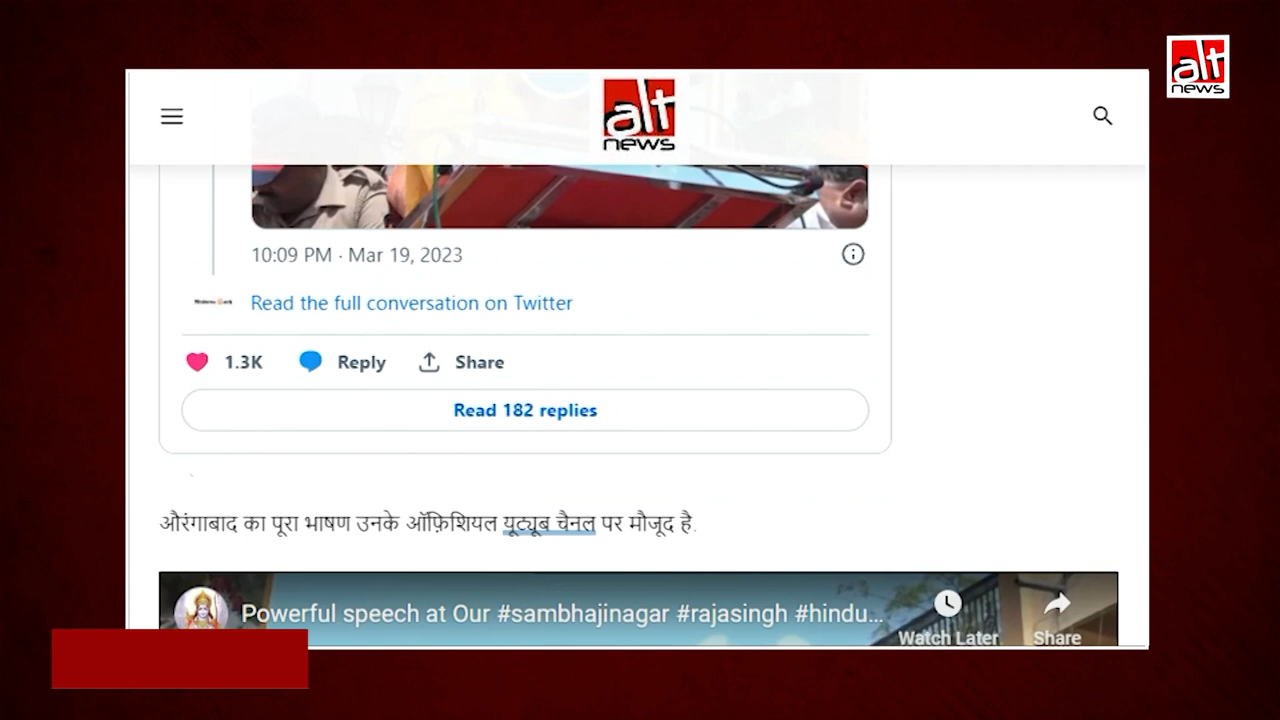 alt
news
alt
news
10:09 PM · Mar 19, 2023
Read the full conversation on Twitter
1.3K Reply Share
Read 182 replies
औरंगाबाद का पूरा भाषण उनके ऑफ़िशियल यूट्यूब चैनल पर मौजूद है.
Powerful speech at Our #sambhajinagar #rajasingh #hindu...
Watch Later Share